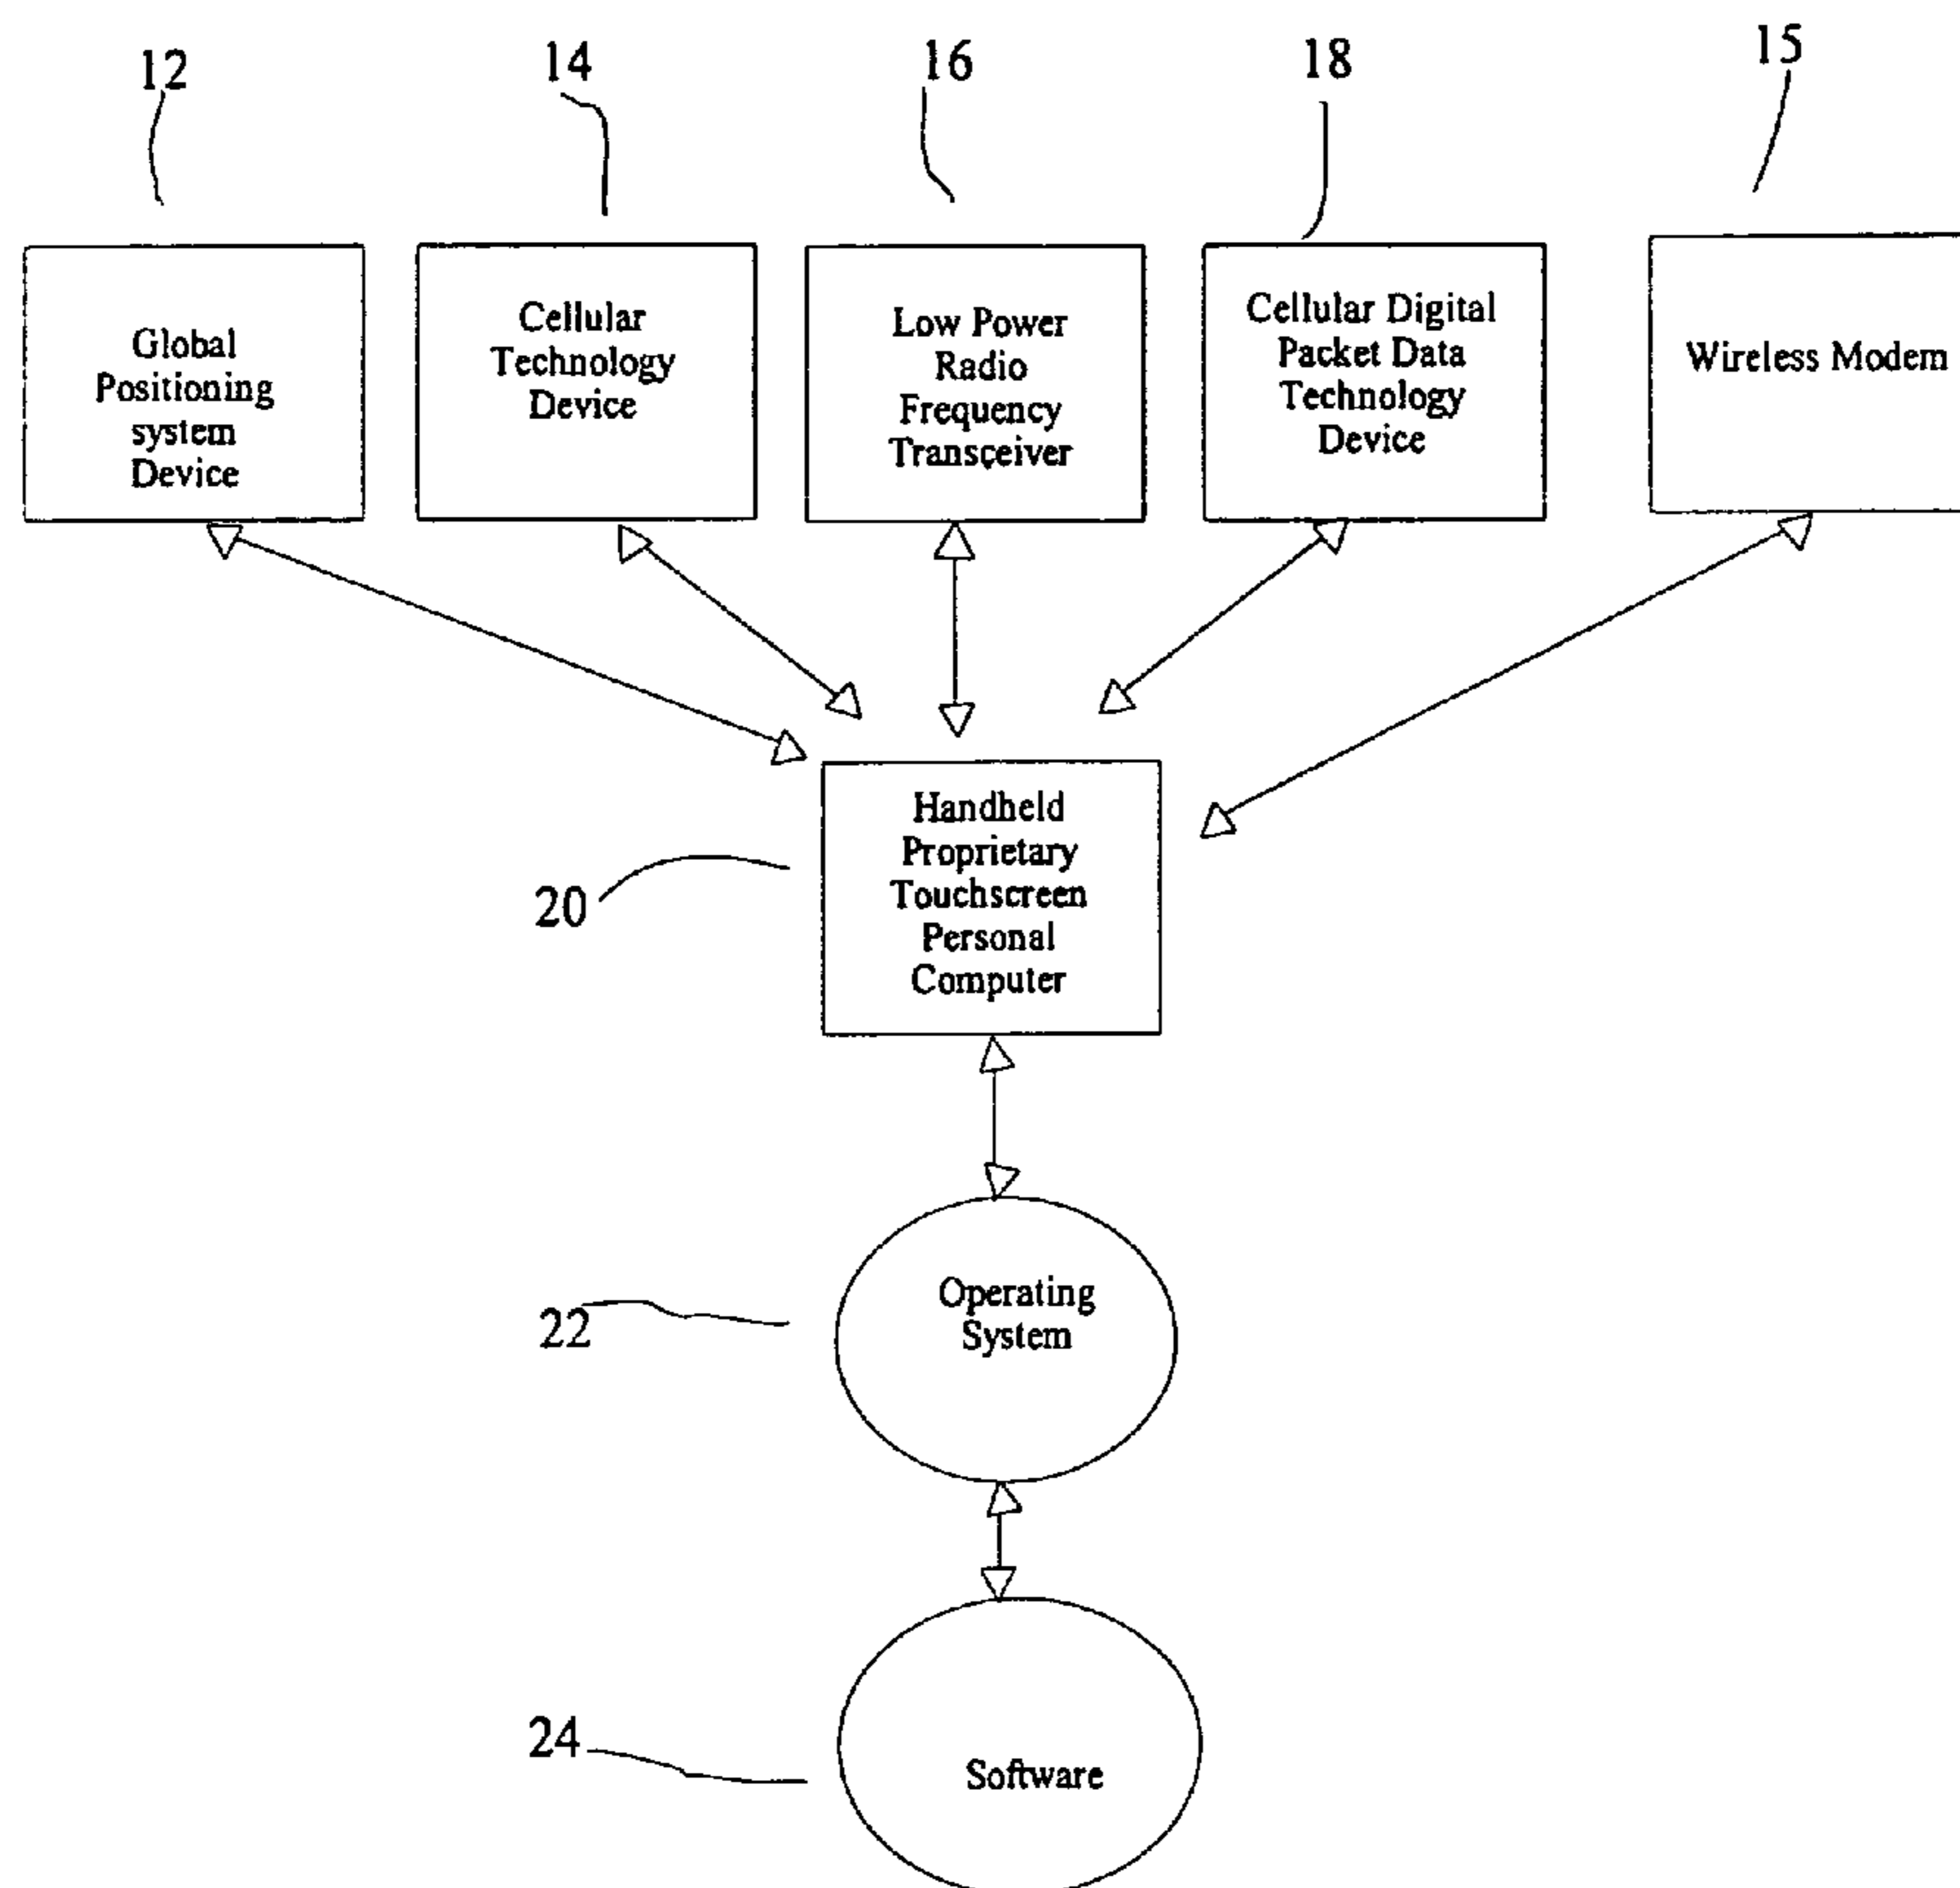 12
14
16
18
15
Global
Positioning
system
Device
Cellular
Technology
Device
Low Power
Radio
Frequency
Transceiver
Cellular Digital
Packet Data
Technology
Device
Wireless Modem
20
Handheld
Proprietary
Touchscreen
Personal
Computer
22
Operating
System
24
Software